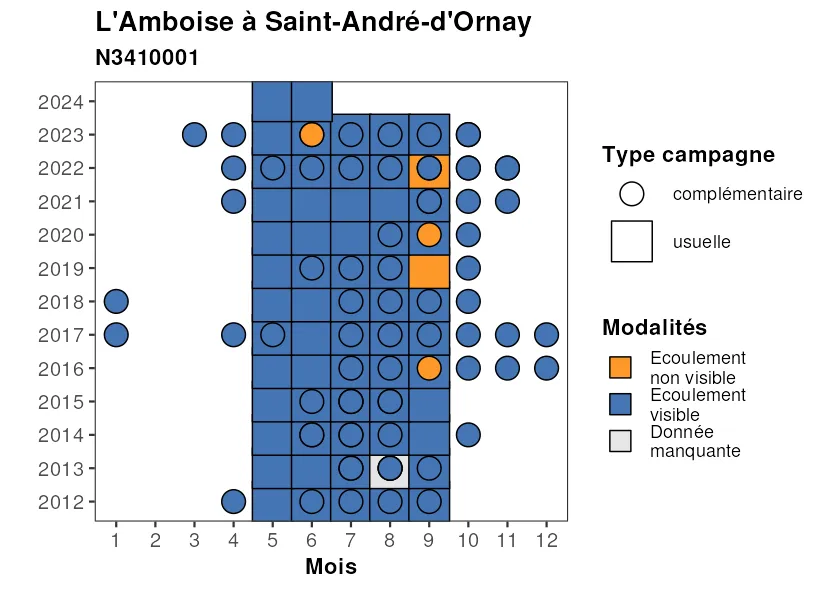 L'Amboise à Saint-André-d'Ornay
N3410001
2024
2023
2022
2021
2020
2019
2018
2017
2016
2015
2014
2013
2012
1 2 3 4 5 6 7 8 9 10 11 12
Mois
Type campagne
complémentaire
usuelle
Modalités
Ecoulement
non visible
Ecoulement
visible
Donnée
manquante